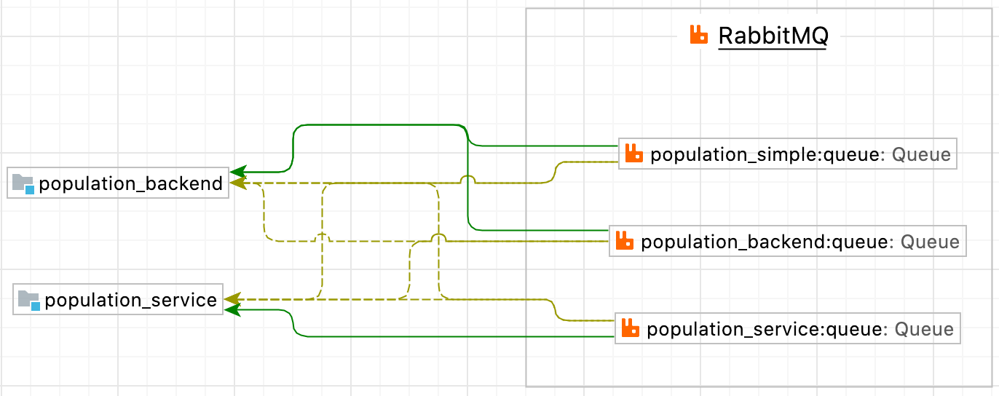 RabbitMQ
population_simple:queue: Queue
population_backend
population_backend:queue: Queue
population_service
population_service:queue: Queue